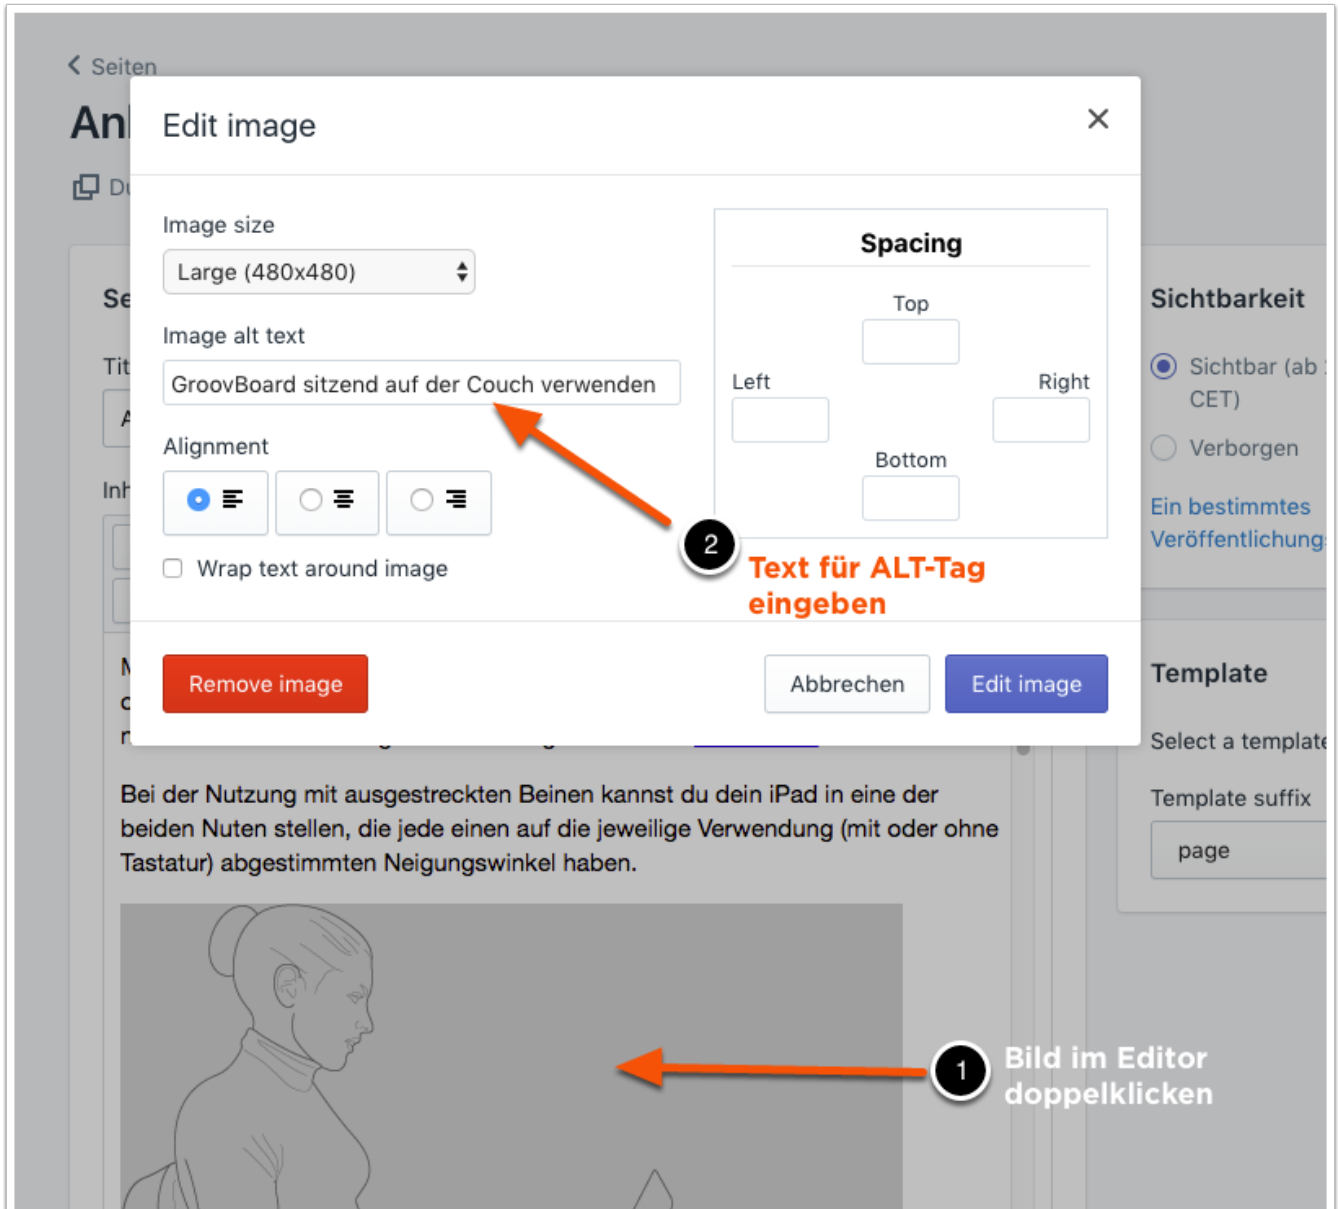 Seiten
Edit image
Image size
Large (480x480)
Image alt text
GroovBoard sitzend auf der Couch verwenden
Alignment
Wrap text around image
Spacing
Top
Left
Right
Bottom
2
Text für ALT-Tag
eingeben
Remove image
Abbrechen
Edit image
Sichtbarkeit
Sichtbar (ab
CET)
Verborgen
Ein bestimmtes
Template
Select a template
Template suffix
page
Bei der Nutzung mit ausgestreckten Beinen kannst du dein iPad in eine der
beiden Nuten stellen, die jede einen auf die jeweilige Verwendung (mit oder ohne
Tastatur) abgestimmten Neigungswinkel haben.
1
Bild im Editor
doppelklicken